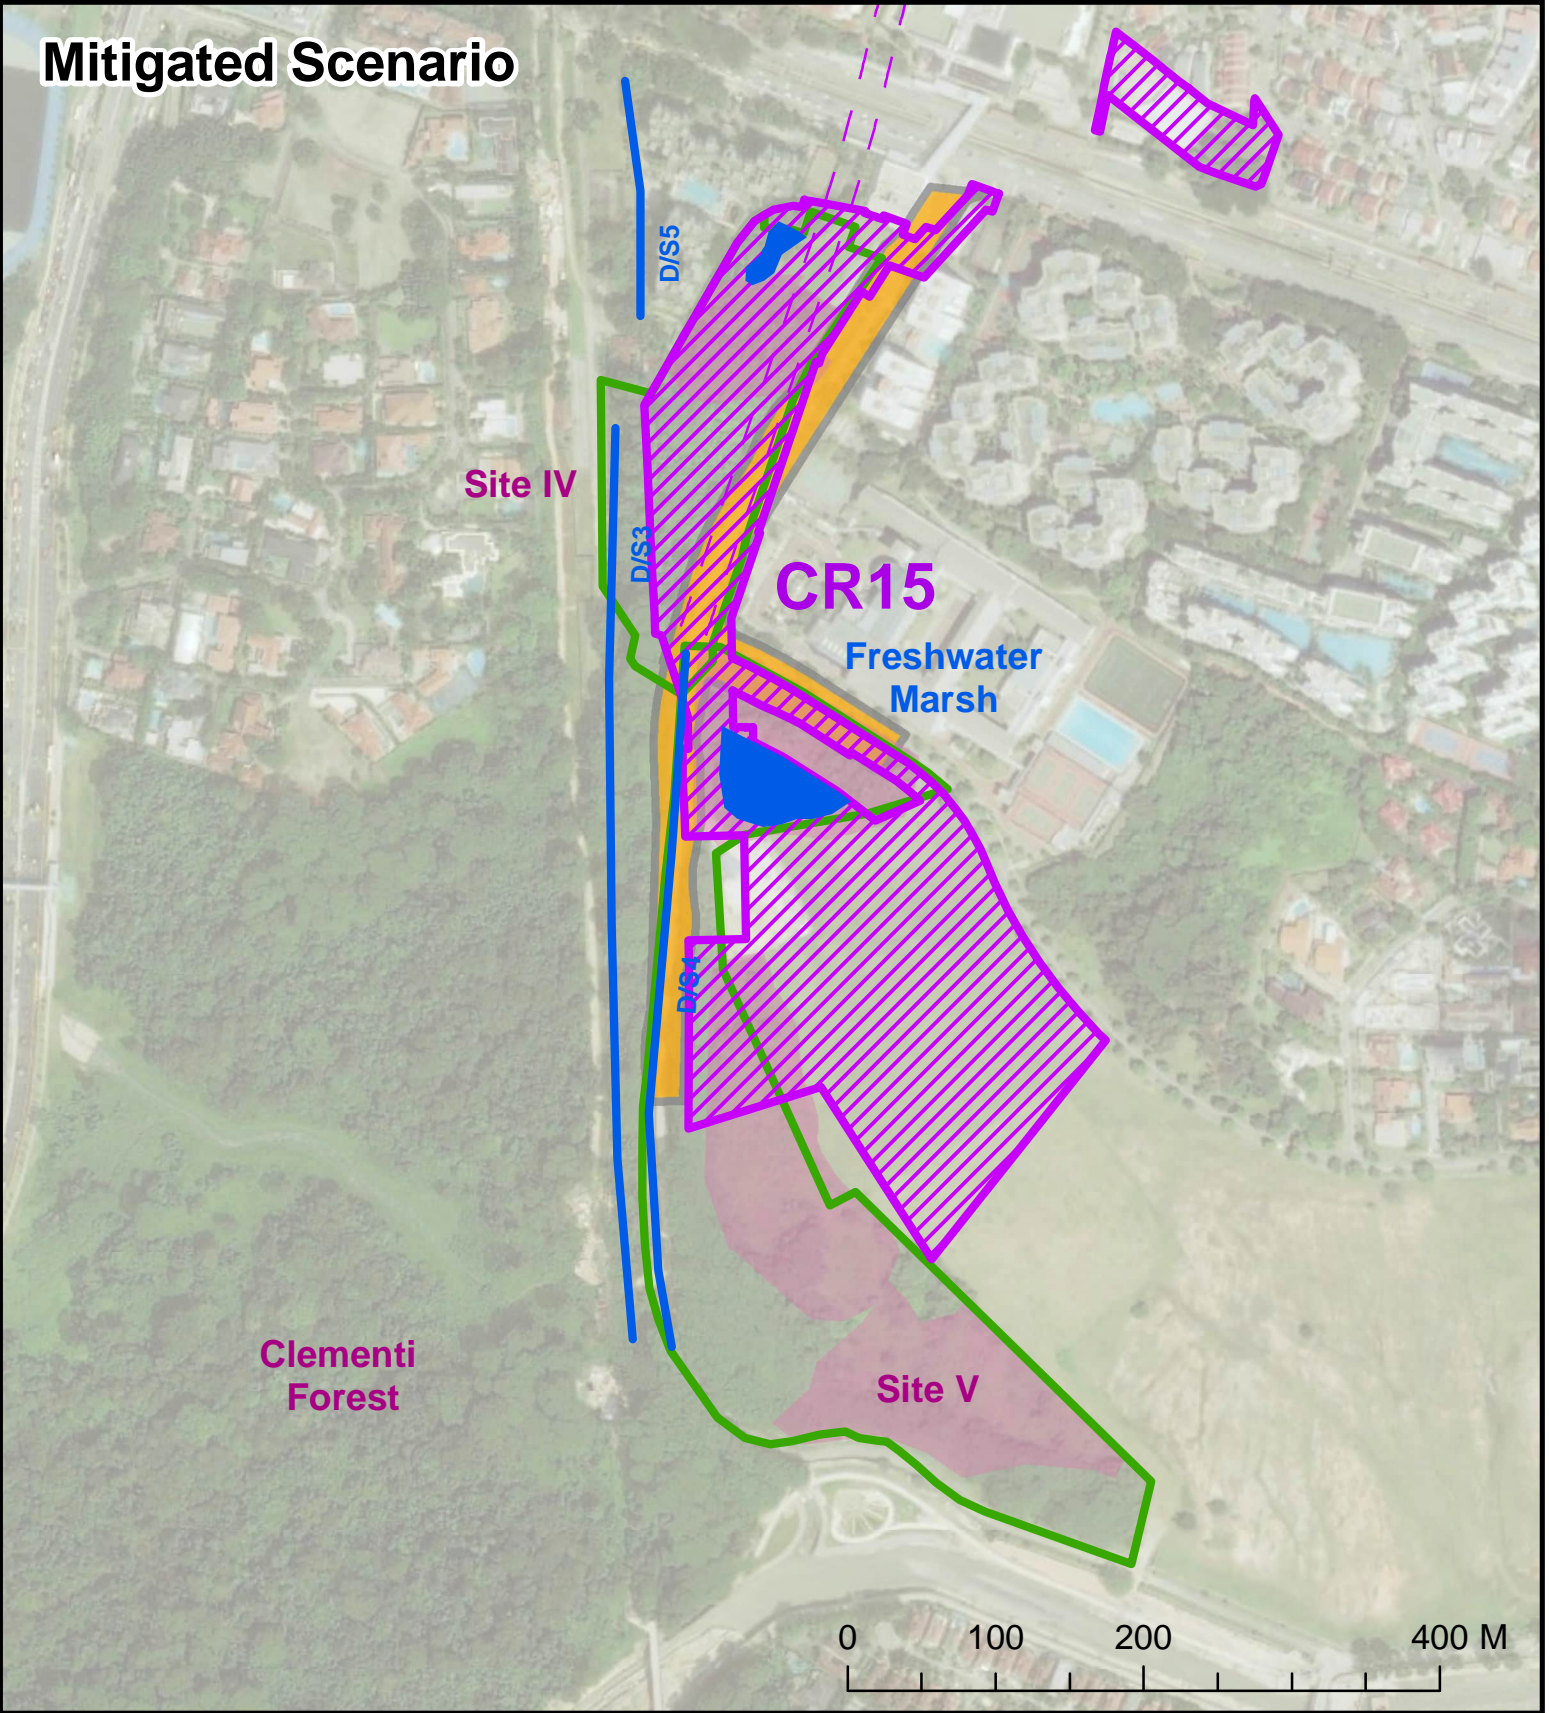 Mitigated Scenario
D/S5
Site IV
D/S3
CR15
Freshwater
Marsh
D/S4
Clementi
Forest
Site V
0 100 200 400 M